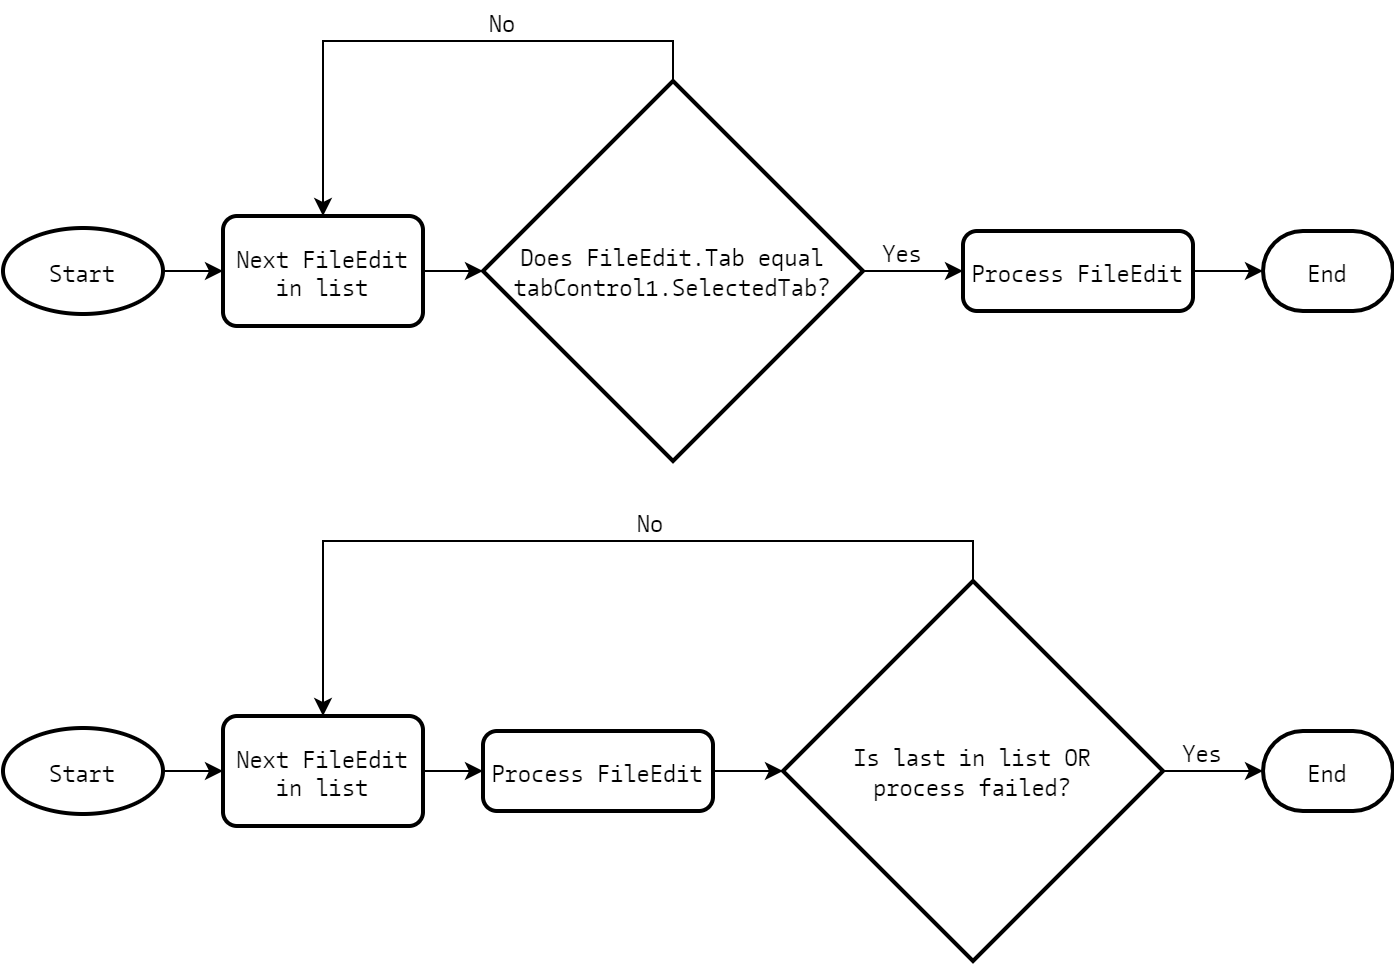 No
Start
Next FileEdit
in list
Does FileEdit.Tab equal
tabControl1.SelectedTab?
Yes
Process FileEdit
End
No
Start
Next FileEdit
in list
Process FileEdit
Is last in list OR
process failed?
Yes
End